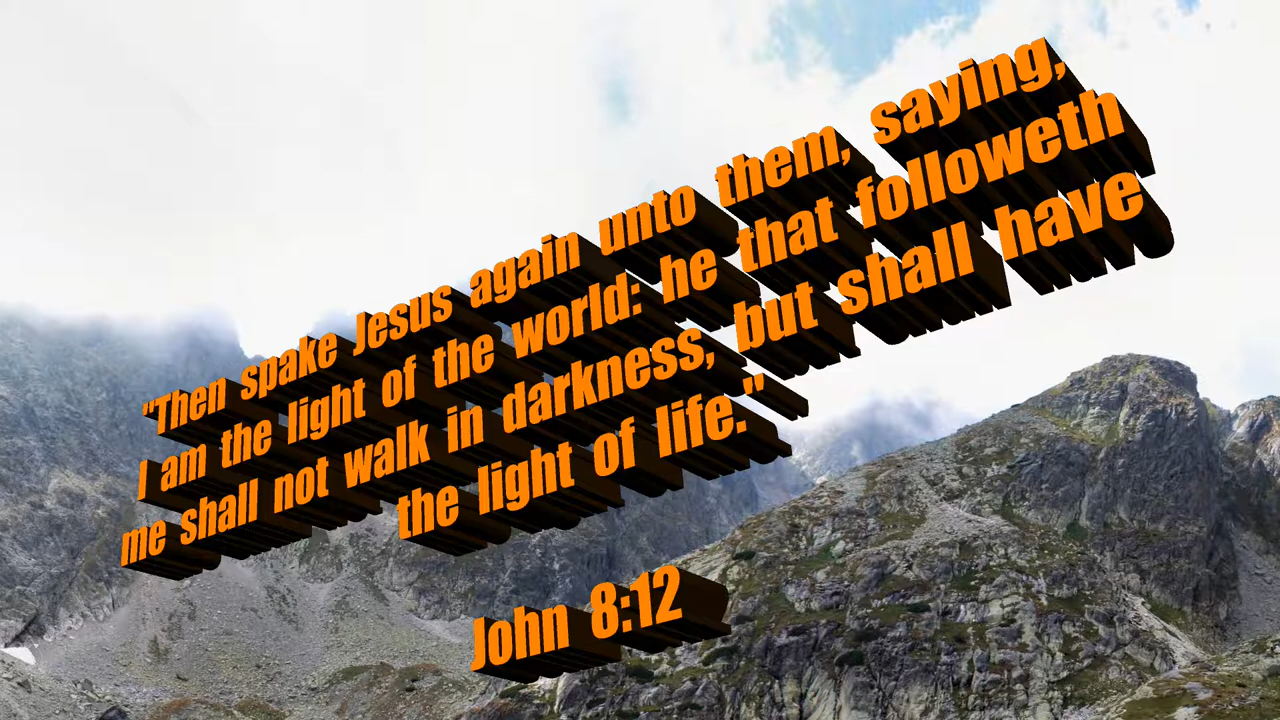 "Then spake Jesus again unto them, saying,
I am the light of the world: he that followeth
me shall not walk in darkness, but shall have
the light of life."
John 8:12